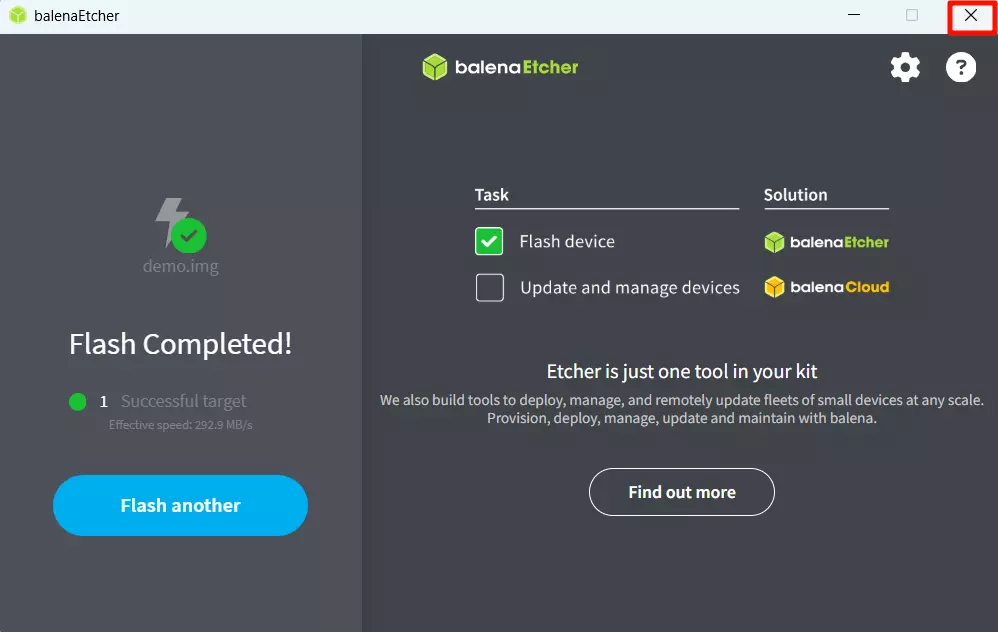 balenaEtcher
balenaEtcher
?
Task
Solution
Flash device
balenaEtcher
Update and manage devices
balenaCloud
demo.img
Flash Completed!
1 Successful target
Effective speed: 292.9 MB/s
Flash another
Etcher is just one tool in your kit
We also build tools to deploy, manage, and remotely update fleets of small devices at any scale.
Provision, deploy, manage, update and maintain with balena.
Find out more